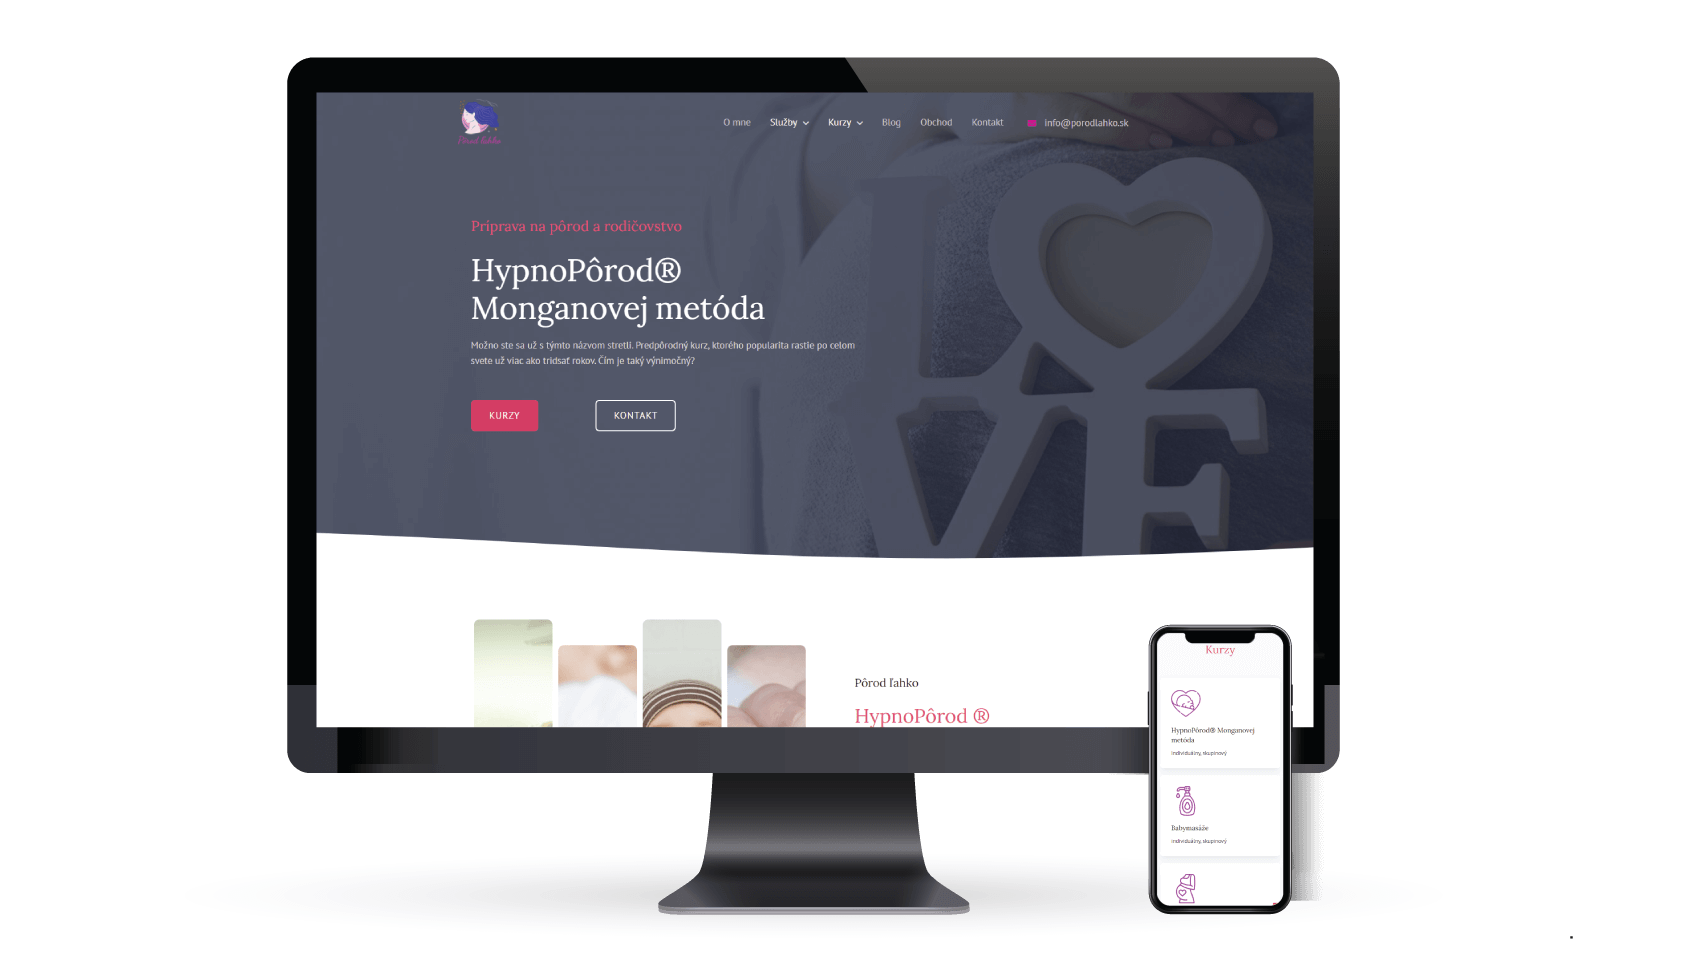 Pôrod ľahko
O mne Služby Kurzy Blog Obchod Kontakt info@porodlahko.sk
Príprava na pôrod a rodičovstvo
HypnoPôrod®
Monganovej metóda
Možno ste sa už s týmto názvom stretli. Predpôrodný kurz, ktorého popularita rastie po celom
svete už viac ako tridsať rokov. Čím je taký výnimočný?
KURZY KONTAKT
LOVE
Pôrod ľahko
HypnoPôrod ®
Kurzy
HypnoPôrod® Monganovej
metóda
Individuálny, skupinový
Babymasáže
Individuálny, skupinový